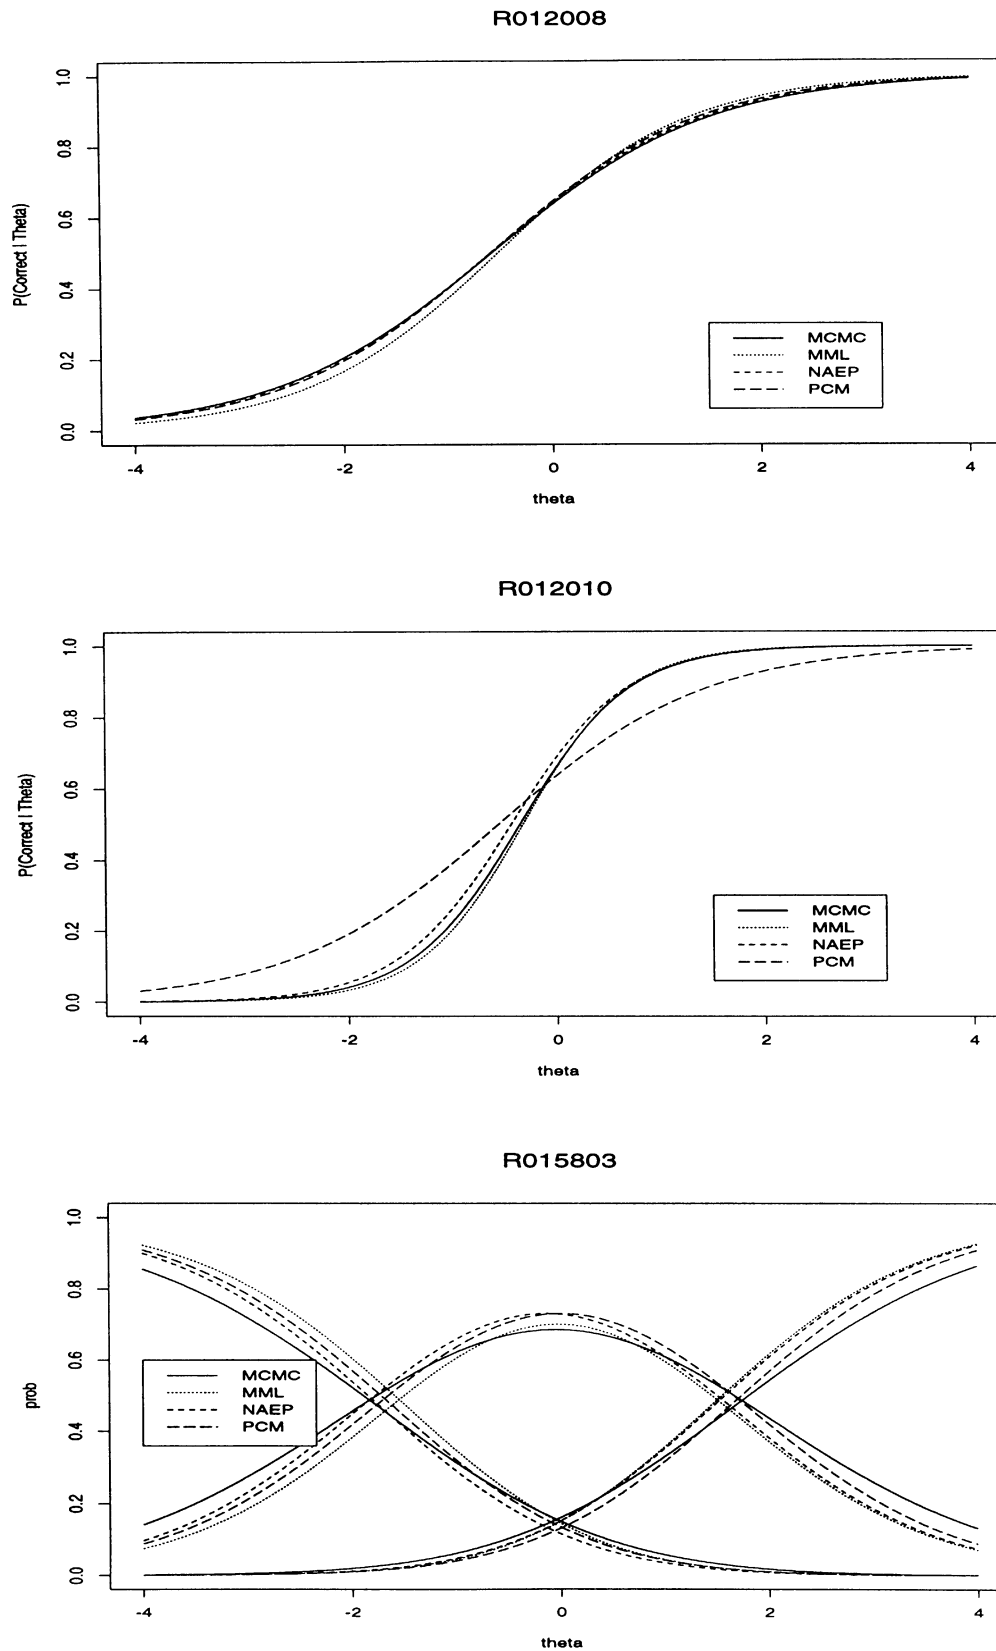 R012008
P(Correct | Theta)
1.0
0.8
0.6
0.4
0.2
0.0
MCMC
MML
NAEP
PCM
-4
-2
0
2
4
theta
R012010
P(Correct | Theta)
1.0
0.8
0.6
0.4
0.2
0.0
MCMC
MML
NAEP
PCM
-4
-2
0
2
4
theta
R015803
prob
1.0
0.8
0.6
0.4
0.2
0.0
MCMC
MML
NAEP
PCM
-4
-2
0
2
4
theta